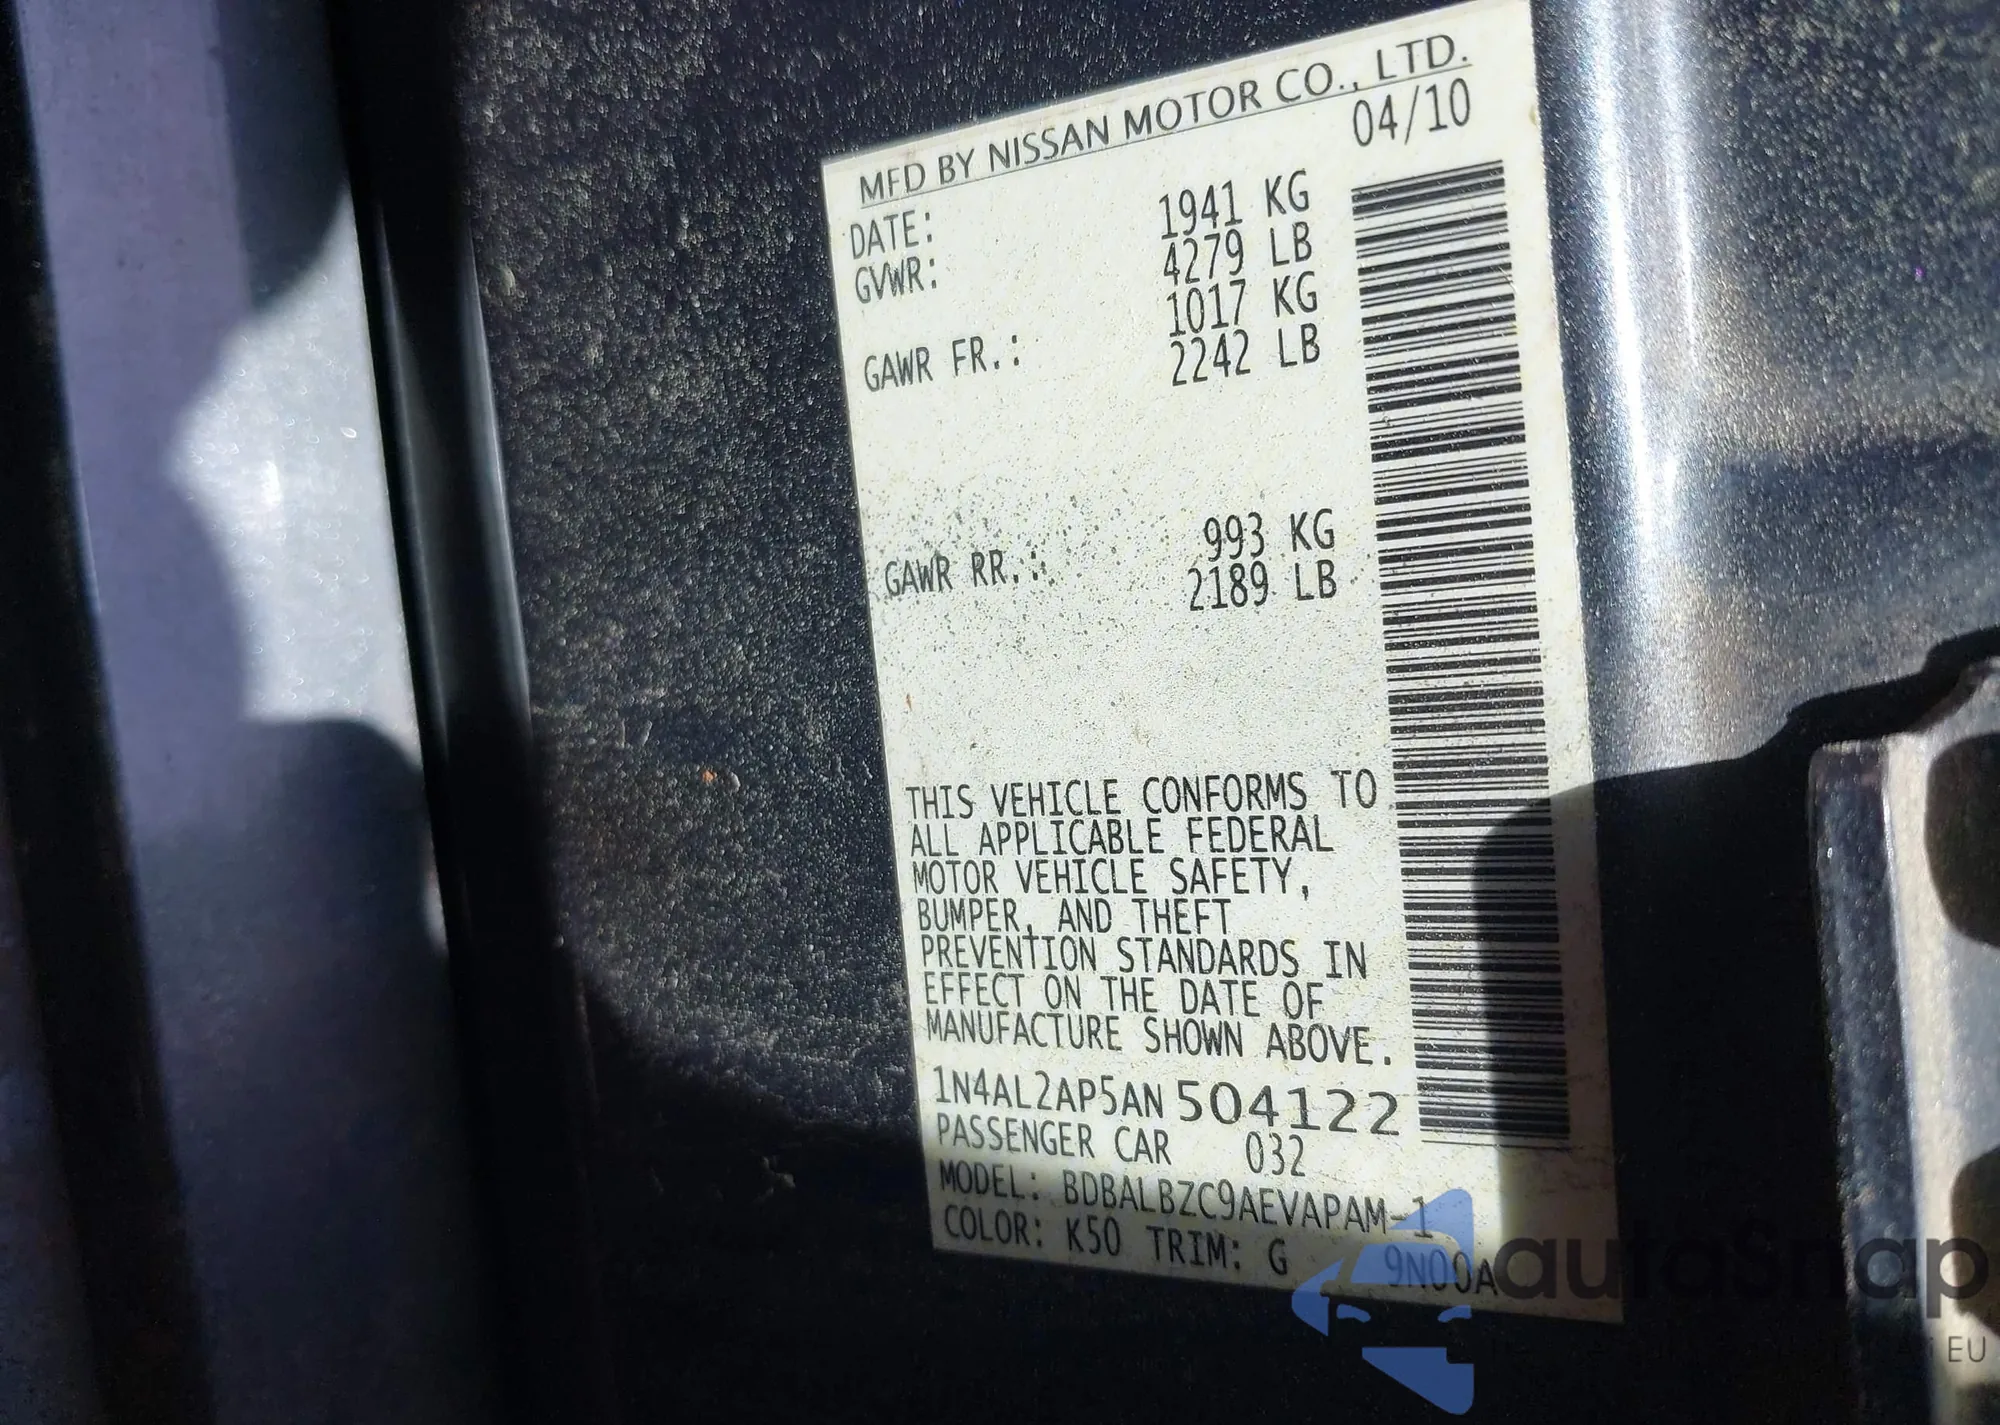 MFD BY NISSAN MOTOR CO., LTD.
DATE: 04/10
GVWR: 1941 KG
4279 LB
GAWR FR.: 1017 KG
2242 LB
GAWR RR.: 993 KG
2189 LB
THIS VEHICLE CONFORMS TO
ALL APPLICABLE FEDERAL
MOTOR VEHICLE SAFETY,
BUMPER, AND THEFT
PREVENTION STANDARDS IN
EFFECT ON THE DATE OF
MANUFACTURE SHOWN ABOVE.
1N4AL2AP5AN504122
PASSENGER CAR 032
MODEL: BDBALBZC9AEVAPAM-1
COLOR: K50 TRIM: G 9N00A
autosnap
EU